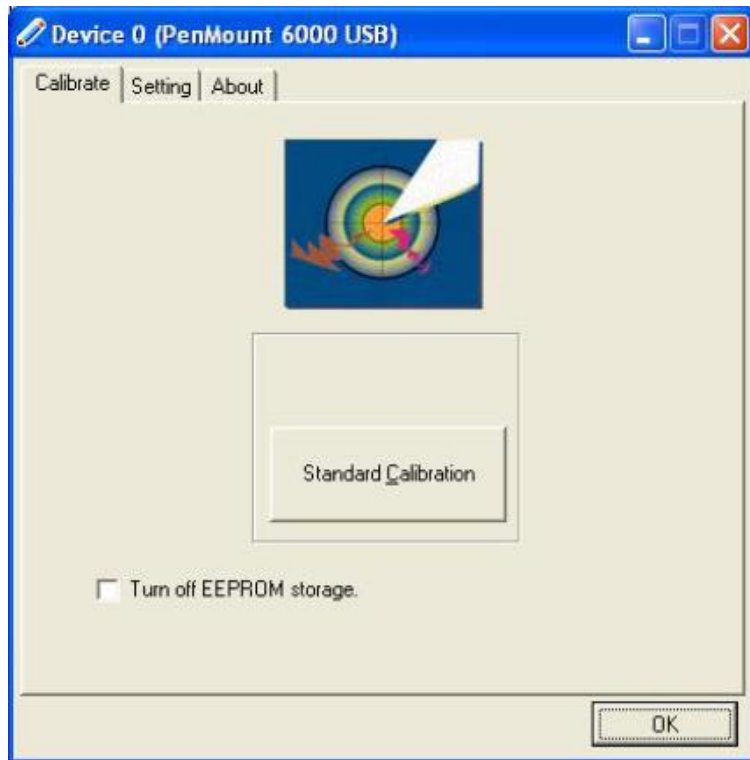 Device 0 (PenMount 6000 USB)
Calibrate Setting About
Standard Calibration
Turn off EEPROM storage.
OK